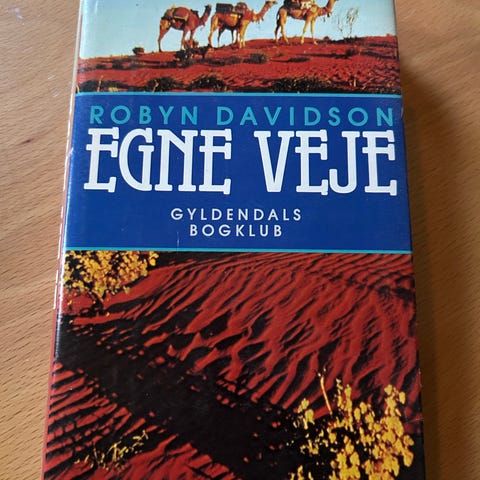 ROBYN DAVIDSON
EGNE VEJE
GYLDENDALS
BOGKLUB